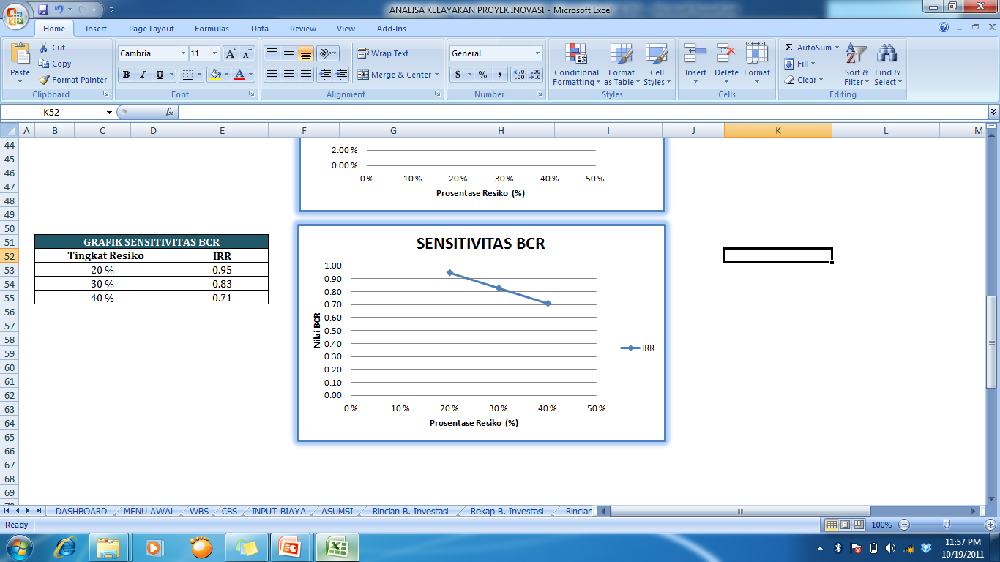 ANALISA KELAYAKAN PROYEK INOVASI - Microsoft Excel
Home Insert Page Layout Formulas Data Review View Add-Ins
Paste
Cut
Copy
Format Painter
Clipboard
Cambria 11
B I U
Font
Wrap Text
Merge & Center
Alignment
General
$ % ,
Number
Conditional Formatting
Format as Table
Cell Styles
Styles
Insert Delete Format
Cells
AutoSum
Fill
Clear
Sort & Filter
Find & Select
Editing
K52 fx
A B C D E F G H I J K L M
44
45
46
47
48
49
50
51
52
53
54
55
56
57
58
59
60
61
62
63
64
65
66
67
68
69
2.00 %
0.00 %
0 % 10 % 20 % 30 % 40 % 50 %
Prosentase Resiko (%)
GRAFIK SENSITIVITAS BCR
Tingkat Resiko IRR
20 % 0.95
30 % 0.83
40 % 0.71
SENSITIVITAS BCR
Nilai BCR
1.00
0.90
0.80
0.70
0.60
0.50
0.40
0.30
0.20
0.10
0.00
0 % 10 % 20 % 30 % 40 % 50 %
Prosentase Resiko (%)
IRR
DASHBOARD MENU AWAL WBS CBS INPUT BIAYA ASUMSI Rincian B. Investasi Rekap B. Investasi Rincian
Ready 100%
11:57 PM
10/19/2011